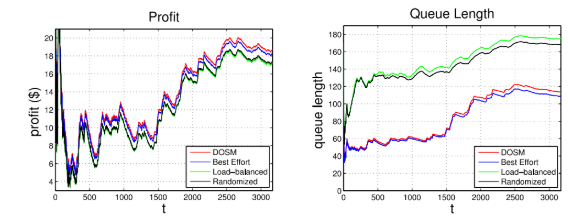 Profit
profit ($)
20
18
16
14
12
10
8
6
4
0
500
1000
1500
2000
2500
3000
t
DOSM
Best Effort
Load-balanced
Randomized
Queue Length
queue length
180
160
140
120
100
80
60
40
20
0
0
500
1000
1500
2000
2500
3000
t
DOSM
Best Effort
Load-balanced
Randomized